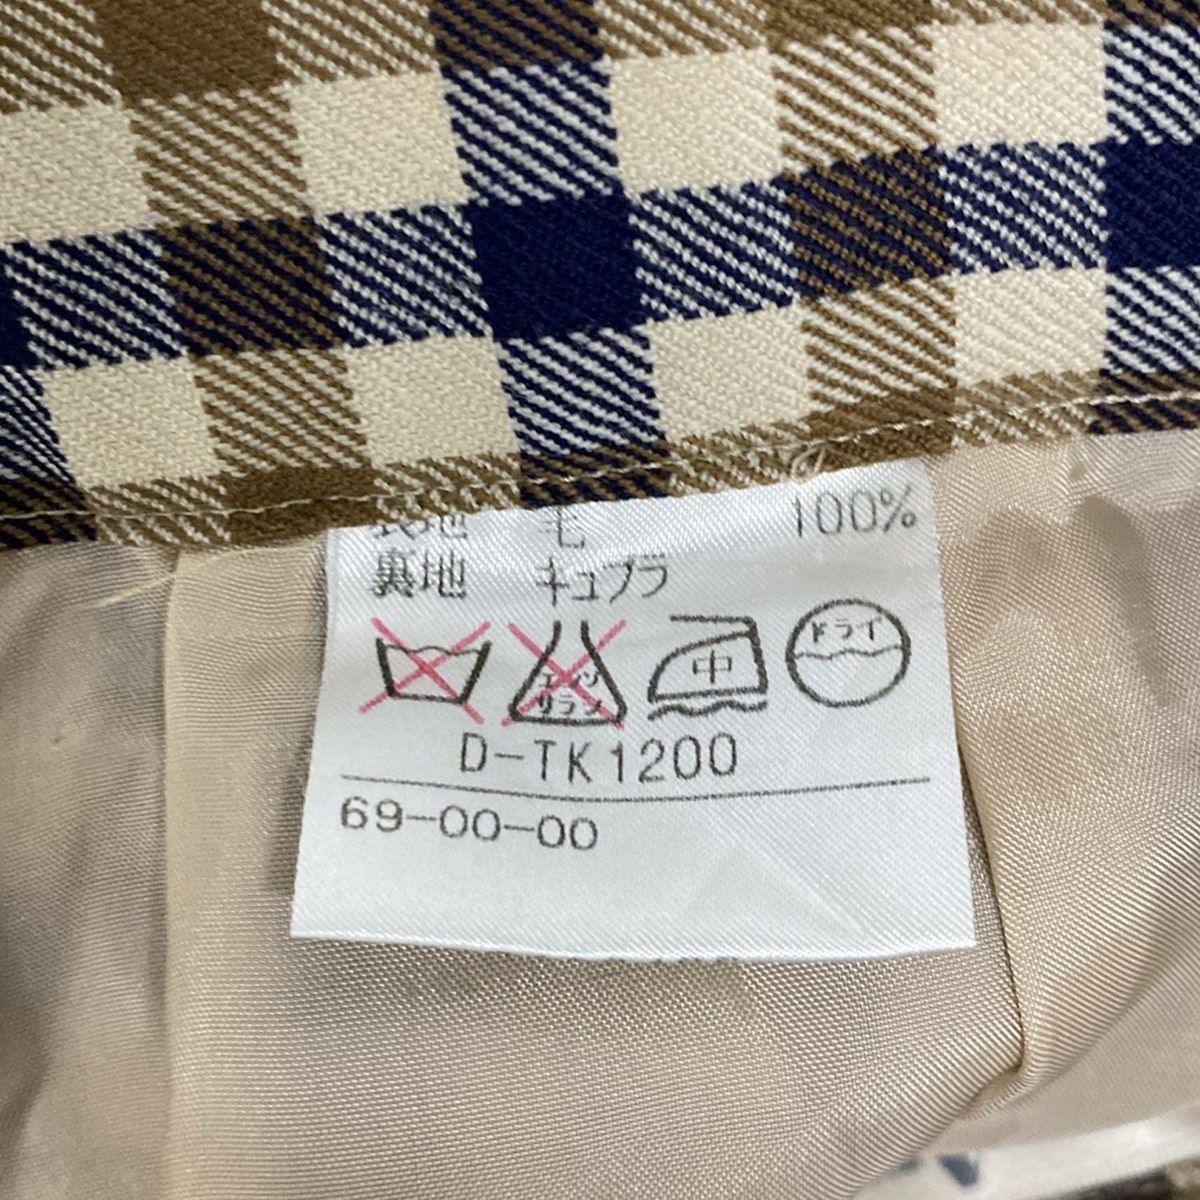 表地 毛 100%
裏地 キュプラ
エンソ サラシ 中 ドライ
D-TK1200
69-00-00